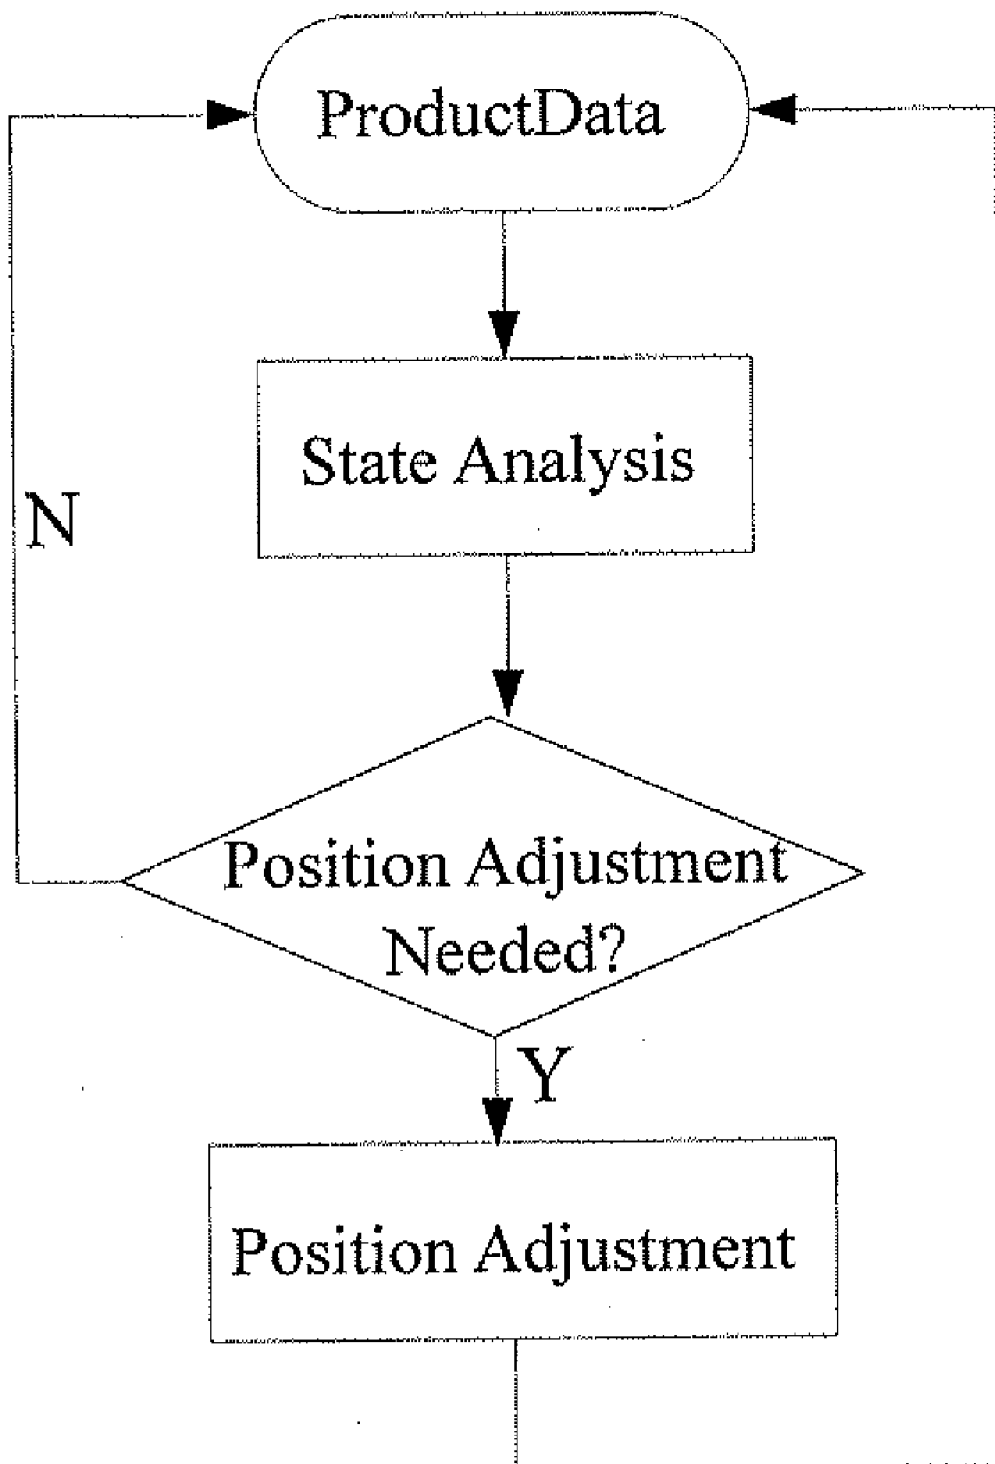 ProductData
State Analysis
N
Position Adjustment
Needed?
Y
Position Adjustment